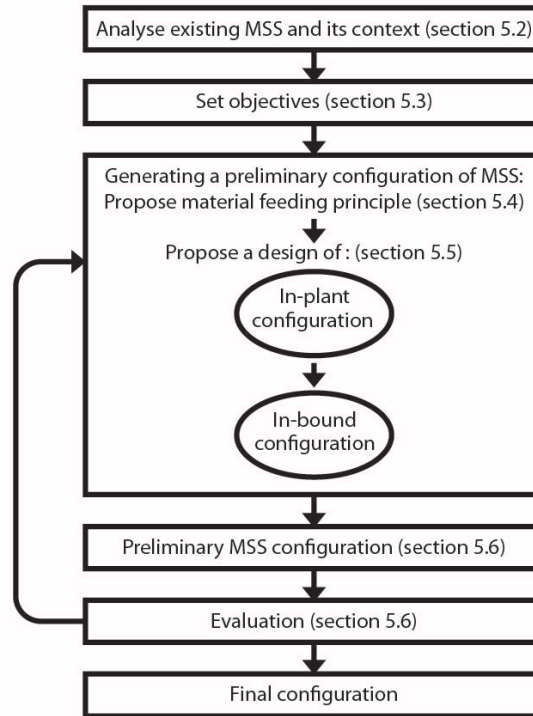 Analyse existing MSS and its context (section 5.2)
Set objectives (section 5.3)
Generating a preliminary configuration of MSS:
Propose material feeding principle (section 5.4)
Propose a design of : (section 5.5)
In-plant
configuration
In-bound
configuration
Preliminary MSS configuration (section 5.6)
Evaluation (section 5.6)
Final configuration